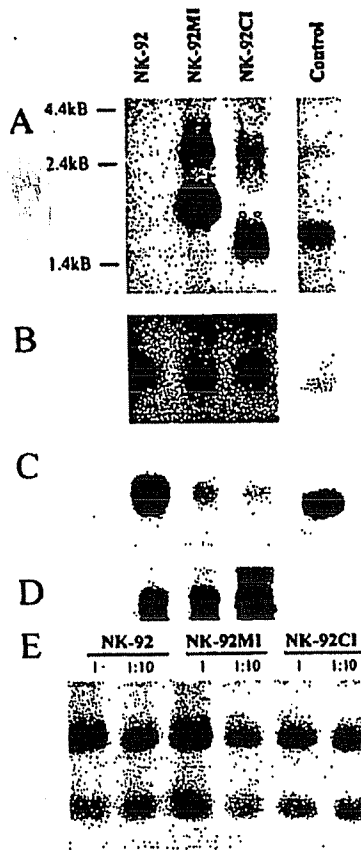 NK-92
NK-92MI
NK-92CI
Control
A
4.4kB
2.4kB
1.4kB
B
C
D
E
NK-92 NK-92MI NK-92CI
1 1:10 1 1:10 1 1:10